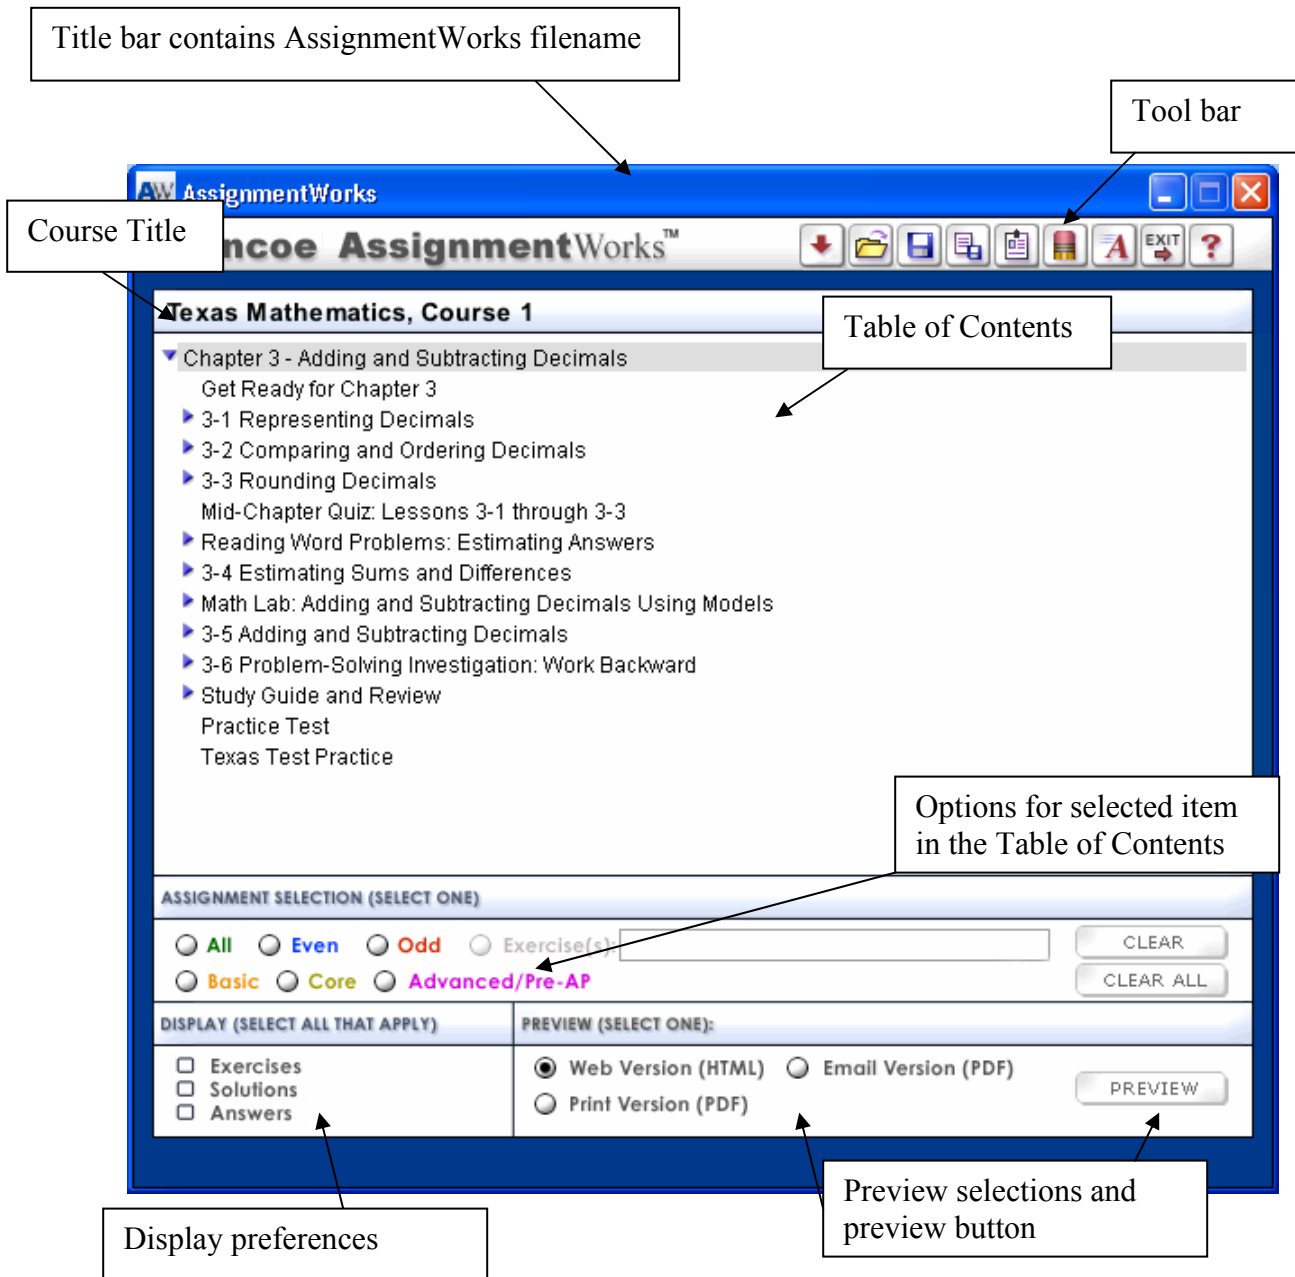 Title bar contains AssignmentWorks filename
Tool bar
AW AssignmentWorks
Course Title
ncoe AssignmentWorks™
EXIT
?
Texas Mathematics, Course 1
Table of Contents
Chapter 3 - Adding and Subtracting Decimals
Get Ready for Chapter 3
3-1 Representing Decimals
3-2 Comparing and Ordering Decimals
3-3 Rounding Decimals
Mid-Chapter Quiz: Lessons 3-1 through 3-3
Reading Word Problems: Estimating Answers
3-4 Estimating Sums and Differences
Math Lab: Adding and Subtracting Decimals Using Models
3-5 Adding and Subtracting Decimals
3-6 Problem-Solving Investigation: Work Backward
Study Guide and Review
Practice Test
Texas Test Practice
Options for selected item
in the Table of Contents
ASSIGNMENT SELECTION (SELECT ONE)
All Even Odd Exercise(s): CLEAR
Basic Core Advanced/Pre-AP CLEAR ALL
DISPLAY (SELECT ALL THAT APPLY) PREVIEW (SELECT ONE):
Exercises
Solutions
Answers
Web Version (HTML) Email Version (PDF)
Print Version (PDF)
PREVIEW
Preview selections and
preview button
Display preferences